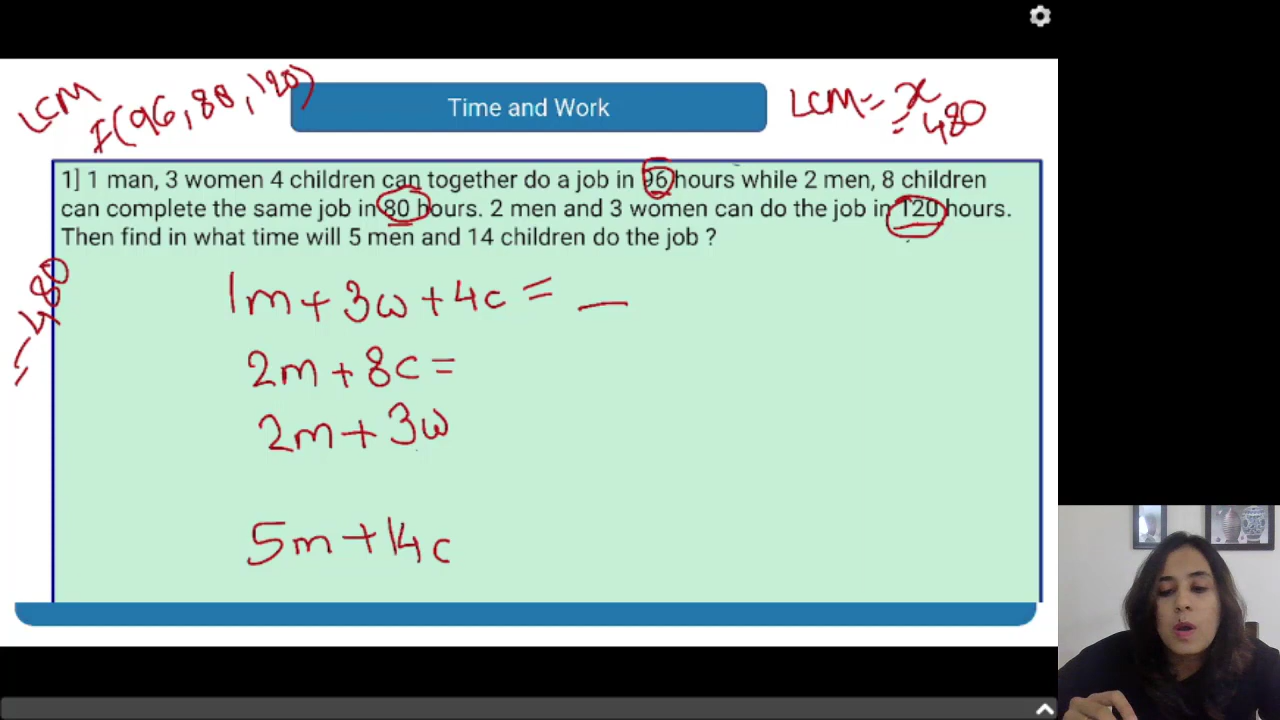 LCM
(96, 80, 120)
= 480
Time and Work
LCM = x
= 480
1] 1 man, 3 women 4 children can together do a job in 96 hours while 2 men, 8 children
can complete the same job in 80 hours. 2 men and 3 women can do the job in 120 hours.
Then find in what time will 5 men and 14 children do the job ?
1m + 3w + 4c = __
2m + 8c =
2m + 3w
5m + 14c